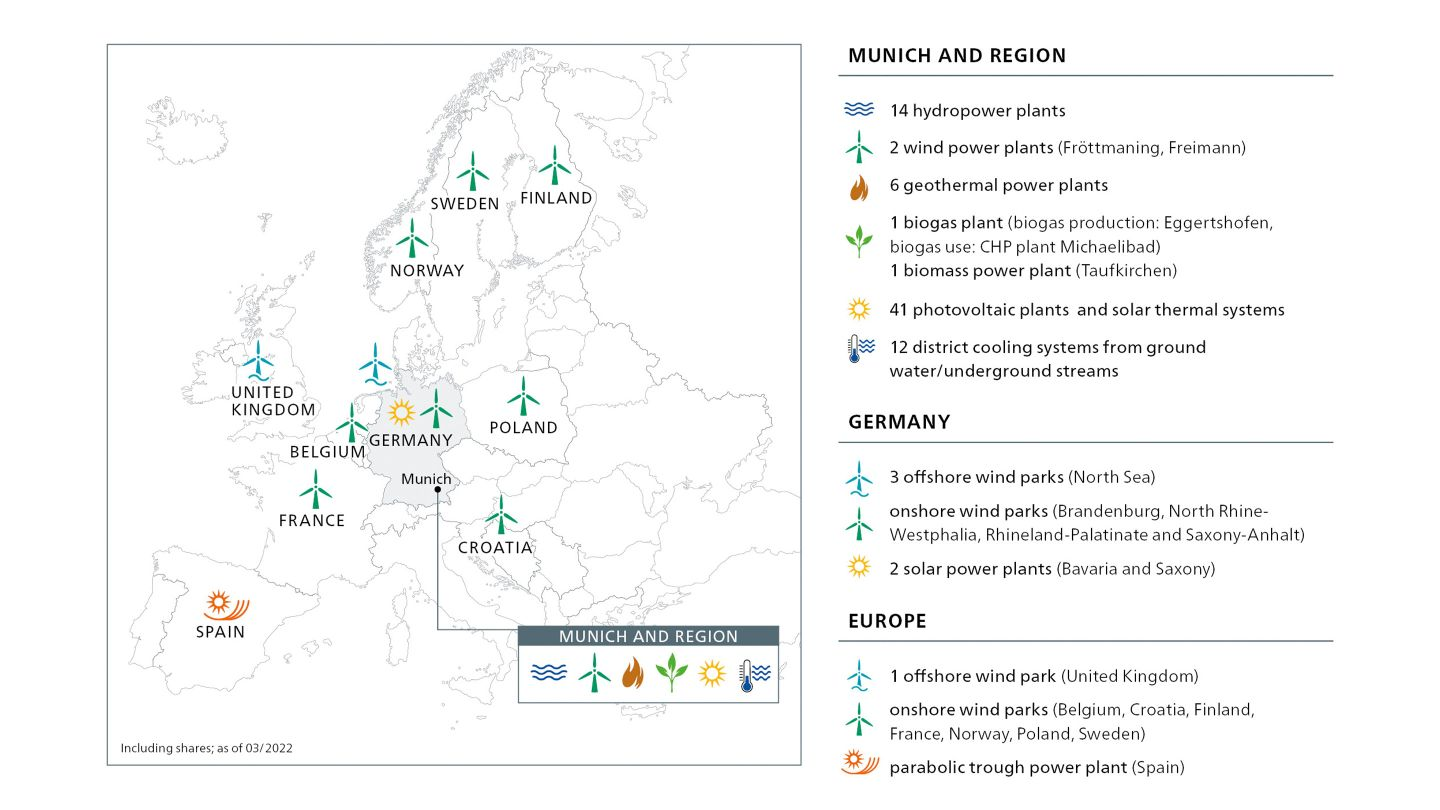 SWEDEN
FINLAND
NORWAY
UNITED
KINGDOM
BELGIUM
GERMANY
POLAND
Munich
FRANCE
CROATIA
SPAIN
MUNICH AND REGION
Including shares; as of 03/2022
MUNICH AND REGION
14 hydropower plants
2 wind power plants (Fröttmaning, Freimann)
6 geothermal power plants
1 biogas plant (biogas production: Eggertshofen,
biogas use: CHP plant Michaelibad)
1 biomass power plant (Taufkirchen)
41 photovoltaic plants and solar thermal systems
12 district cooling systems from ground
water/underground streams
GERMANY
3 offshore wind parks (North Sea)
onshore wind parks (Brandenburg, North Rhine-
Westphalia, Rhineland-Palatinate and Saxony-Anhalt)
2 solar power plants (Bavaria and Saxony)
EUROPE
1 offshore wind park (United Kingdom)
onshore wind parks (Belgium, Croatia, Finland,
France, Norway, Poland, Sweden)
parabolic trough power plant (Spain)